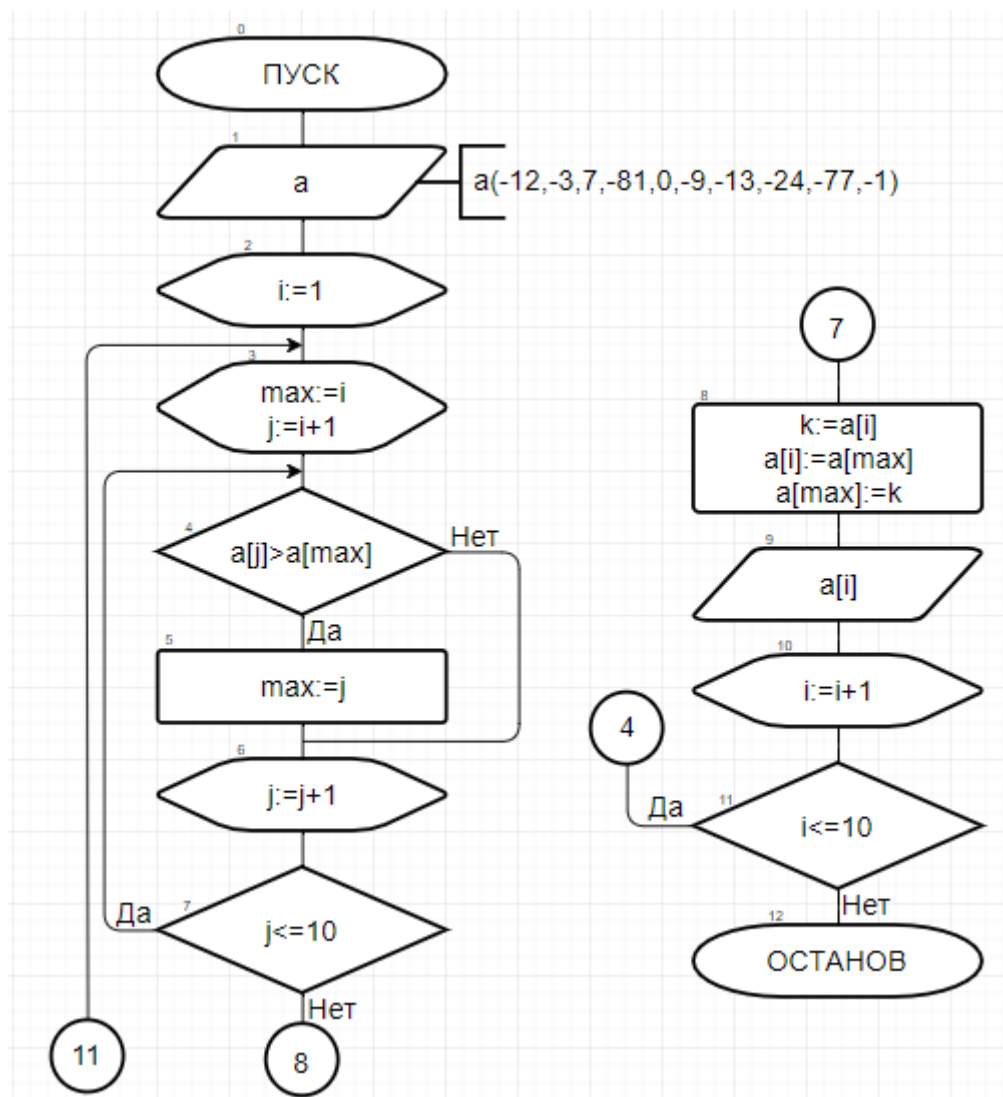 0
ПУСК
1
a
a(-12,-3,7,-81,0,-9,-13,-24,-77,-1)
2
i:=1
3
max:=i
j:=i+1
4
a[j]>a[max]
Нет
Да
5
max:=j
6
j:=j+1
7
j<=10
Да
Нет
11
8
7
8
k:=a[i]
a[i]:=a[max]
a[max]:=k
9
a[i]
10
i:=i+1
4
Да
11
i<=10
Нет
12
ОСТАНОВ